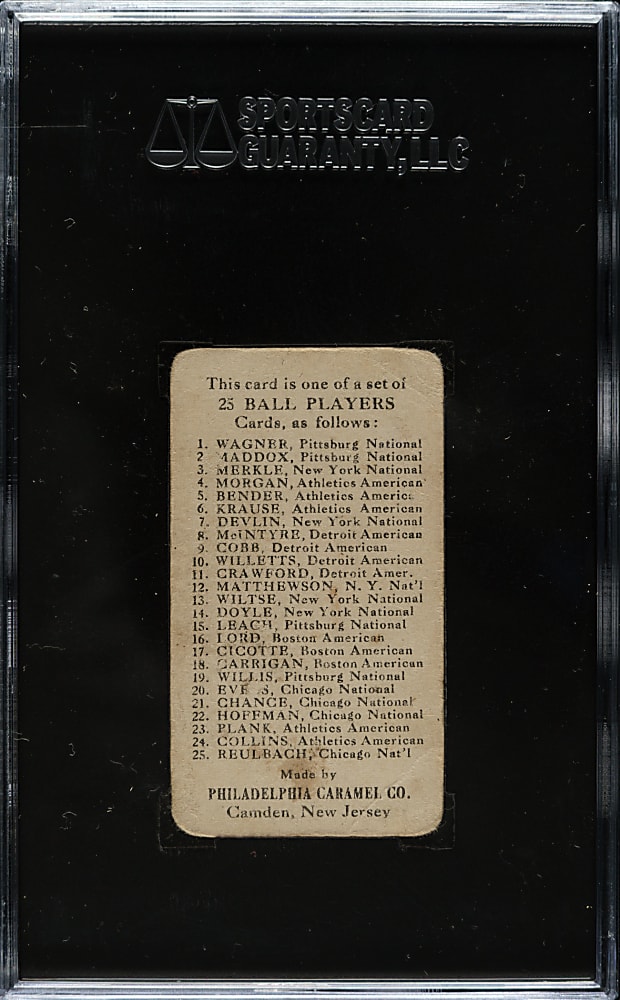 SPORTSCARD
GUARANTY, LLC
This card is one of a set of
25 BALL PLAYERS
Cards, as follows:
1. WAGNER, Pittsburg National
2 MADDOX, Pittsburg National
3. MERKLE, New York National
4. MORGAN, Athletics American
5. BENDER, Athletics Americ.
6. KRAUSE, Athletics American
7. DEVLIN, New York National
8. McINTYRE, Detroit American
9. COBB, Detroit American
10. WILLETTS, Detroit American
11. CRAWFORD, Detroit Amer.
12. MATTHEWSON, N. Y. Nat'l
13. WILTSE, New York National
14. DOYLE, New York National
15. LEACH, Pittsburg National
16. LORD, Boston American
17. CICOTTE, Boston American
18. CARRIGAN, Boston American
19. WILLIS, Pittsburg National
20. EVERS, Chicago National
21. CHANCE, Chicago National
22. HOFFMAN, Chicago National
23. PLANK, Athletics American
24. COLLINS, Athletics American
25. REULBACH, Chicago Nat'l
Made by
PHILADELPHIA CARAMEL CO.
Camden, New Jersey